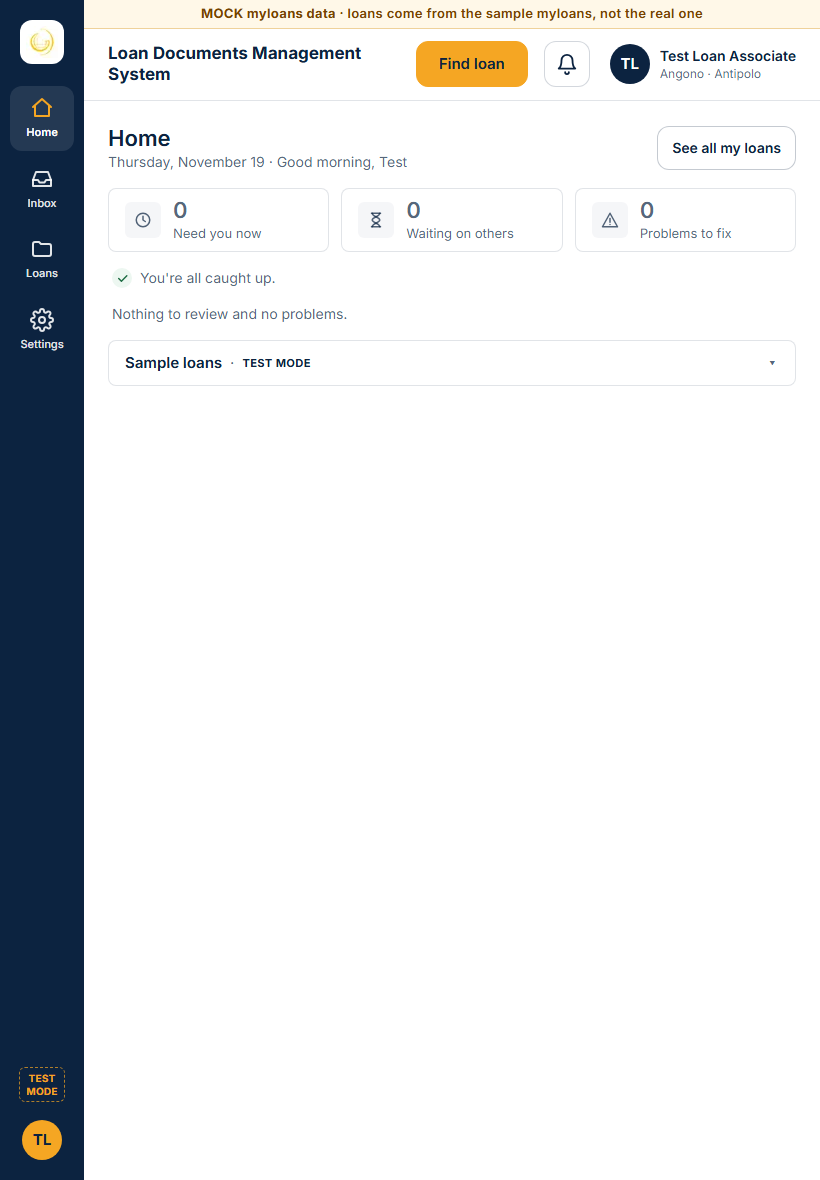 MOCK myloans data · loans come from the sample myloans, not the real one
Loan Documents Management
System
Find loan
TL
Test Loan Associate
Angono · Antipolo
Home
Inbox
Loans
Settings
TEST
MODE
TL
Home
Thursday, November 19 · Good morning, Test
See all my loans
0
Need you now
0
Waiting on others
0
Problems to fix
You're all caught up.
Nothing to review and no problems.
Sample loans · TEST MODE